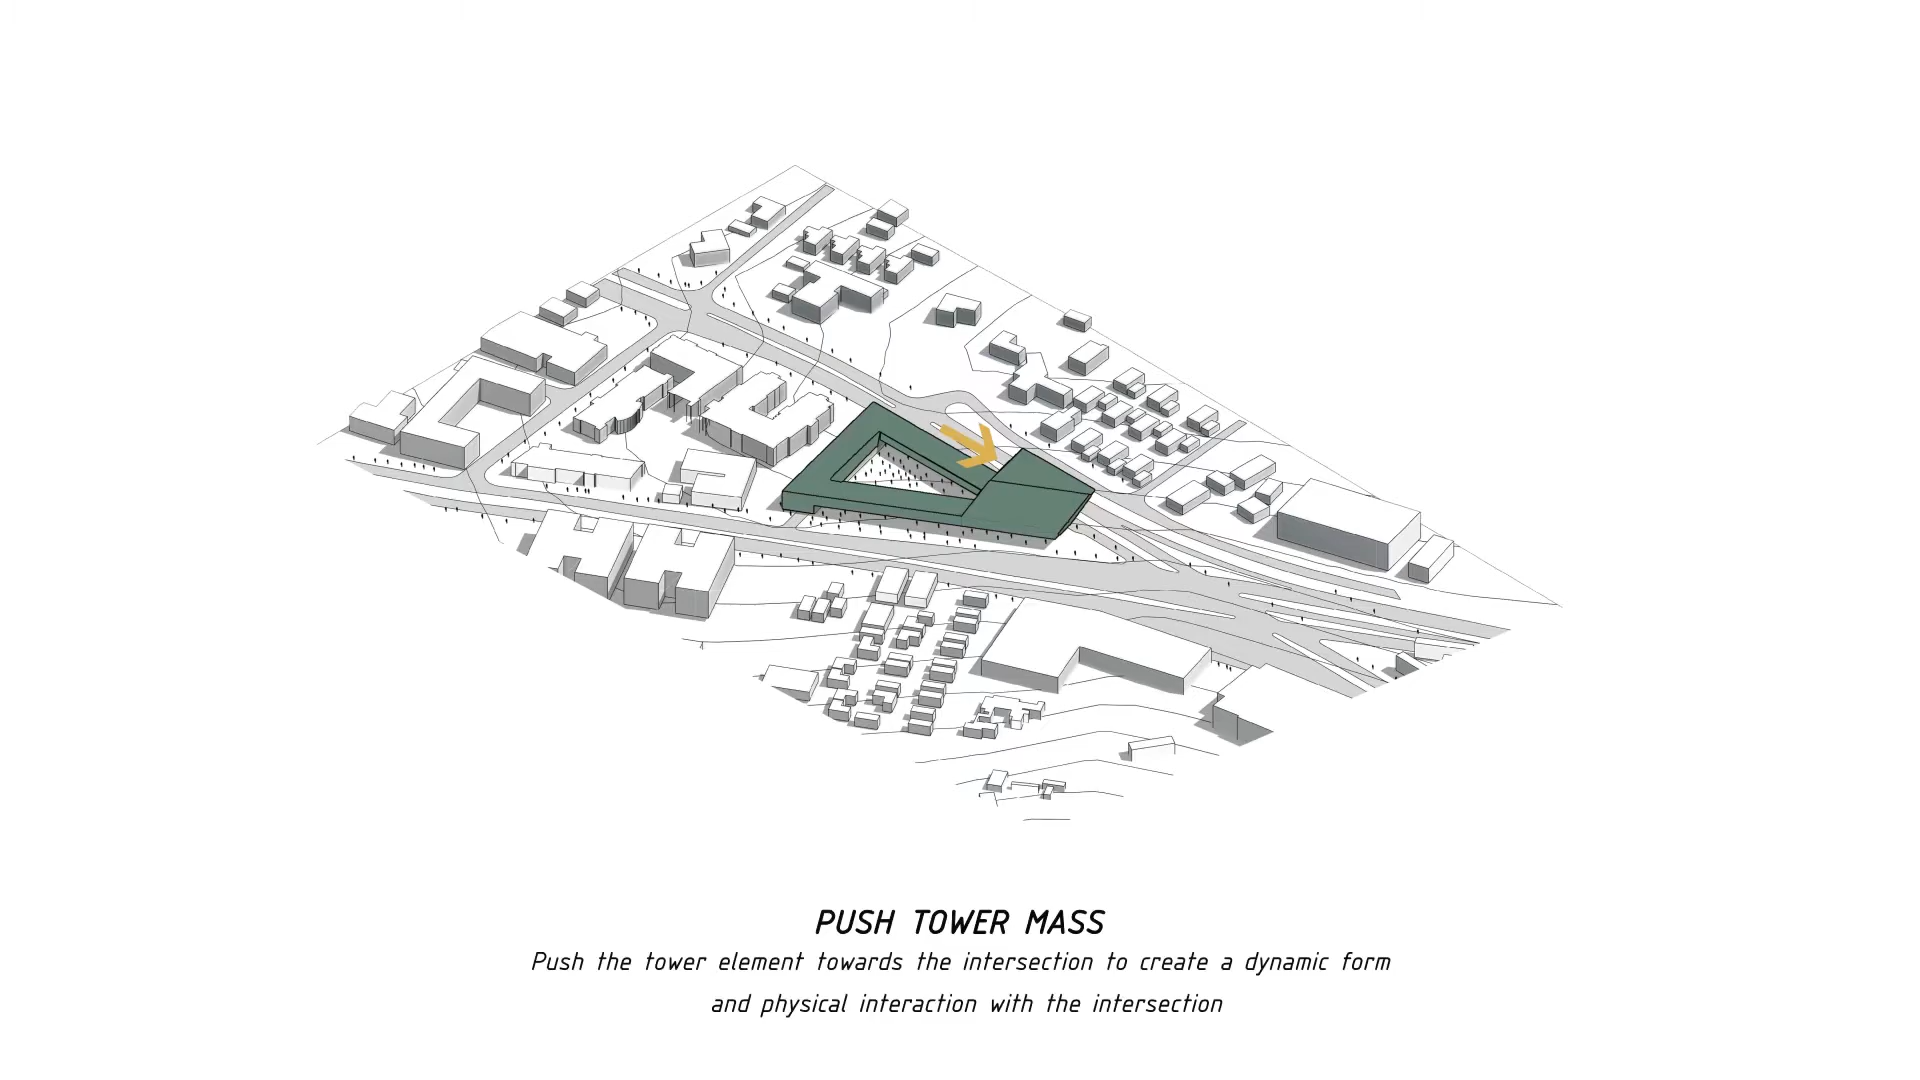 PUSH TOWER MASS
Push the tower element towards the intersection to create a dynamic form
and physical interaction with the intersection